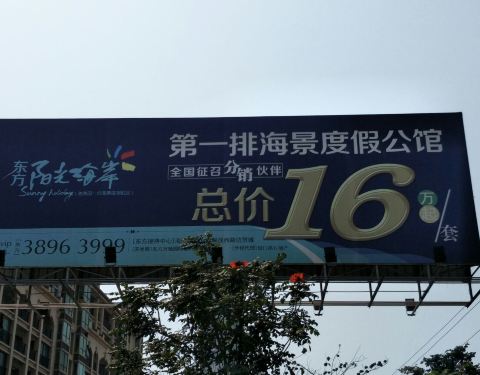 东方 阳光海岸
Sunny holiday
第一排海景度假公馆
全国征召分销伙伴
总价16万起/套
vip 3896 3999